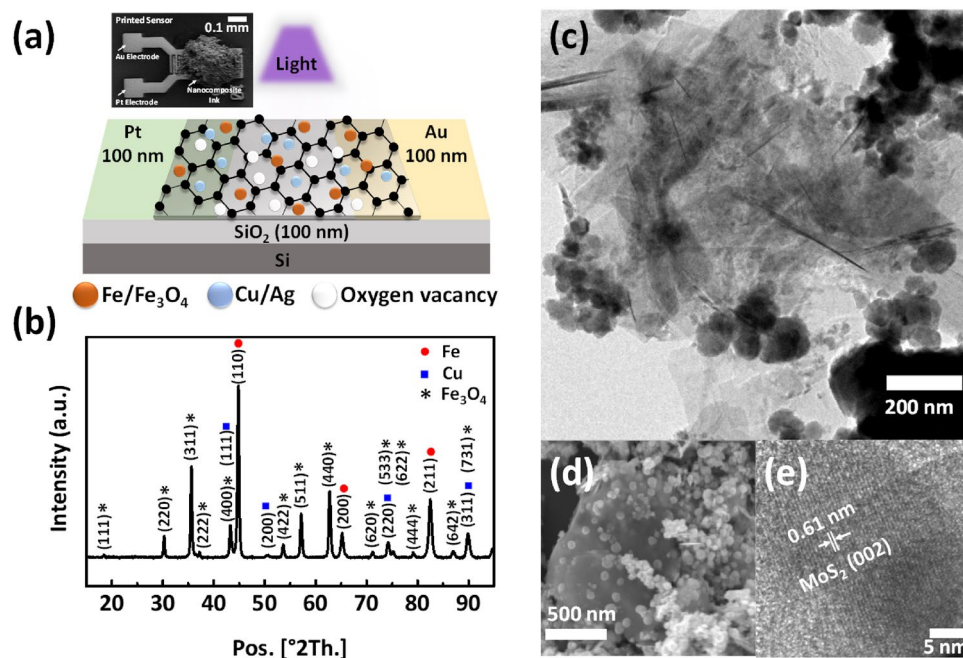 (a)
Printed Sensor
0.1 mm
Au Electrode
Pt Electrode
Nanocomposite
Ink
Light
Pt
100 nm
Au
100 nm
SiO₂ (100 nm)
Si
Fe/Fe₃O₄
Cu/Ag
Oxygen vacancy
(b)
Intensity (a.u.)
Fe
Cu
* Fe₃O₄
(111)*
(220)*
(311)*
(222)*
(400)*
(111)
(110)
(200)
(422)*
(511)*
(440)*
(200)
(620)*
(220)
(533)*
(622)*
(444)*
(211)
(642)*
(311)
(731)*
20 30 40 50 60 70 80 90
Pos. [°2Th.]
(c)
200 nm
(d)
500 nm
(e)
0.61 nm
MoS₂ (002)
5 nm